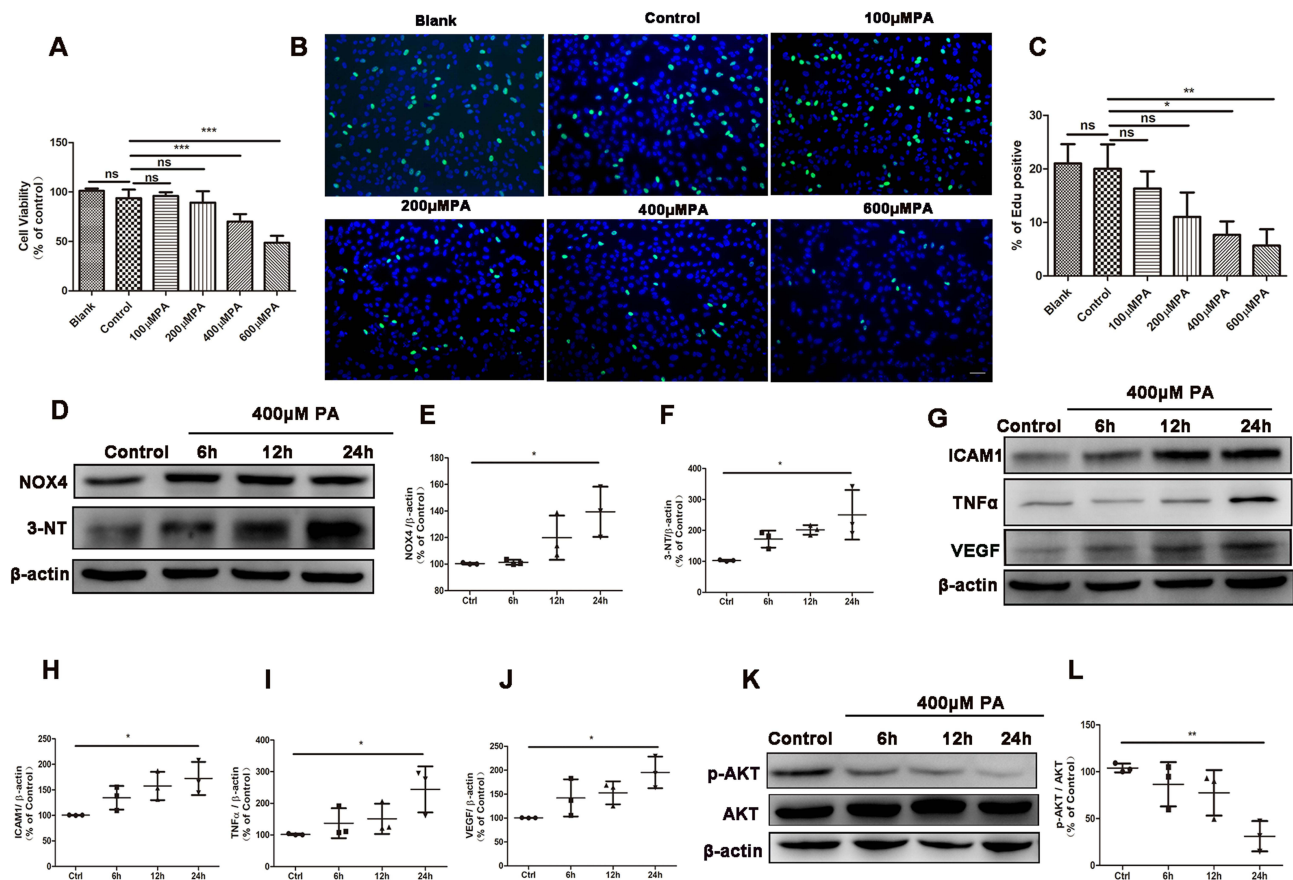 A
Cell Viability
(% of control)
150
100
50
0
ns
ns
ns
***
***
Blank
Control
100μMPA
200μMPA
400μMPA
600μMPA
B
Blank
Control
100μMPA
200μMPA
400μMPA
600μMPA
C
% of Edu positive
30
20
10
0
ns
ns
ns
*
**
Blank
Control
100μMPA
200μMPA
400μMPA
600μMPA
D
400μM PA
Control 6h 12h 24h
NOX4
3-NT
β-actin
E
NOX4 / β-actin
(% of Control)
180
160
140
120
100
80
*
Ctrl 6h 12h 24h
F
3-NT/β-actin
(% of Control)
400
300
200
100
0
*
Ctrl 6h 12h 24h
G
400μM PA
Control 6h 12h 24h
ICAM1
TNFα
VEGF
β-actin
H
ICAM1/ β-actin
(% of Control)
250
200
150
100
50
0
*
Ctrl 6h 12h 24h
I
TNFα / β-actin
(% of Control)
400
300
200
100
0
*
Ctrl 6h 12h 24h
J
VEGF/ β-actin
(% of Control)
250
200
150
100
50
0
*
Ctrl 6h 12h 24h
K
400μM PA
Control 6h 12h 24h
p-AKT
AKT
β-actin
L
p-AKT / AKT
(% of Control)
150
100
50
0
**
Ctrl 6h 12h 24h